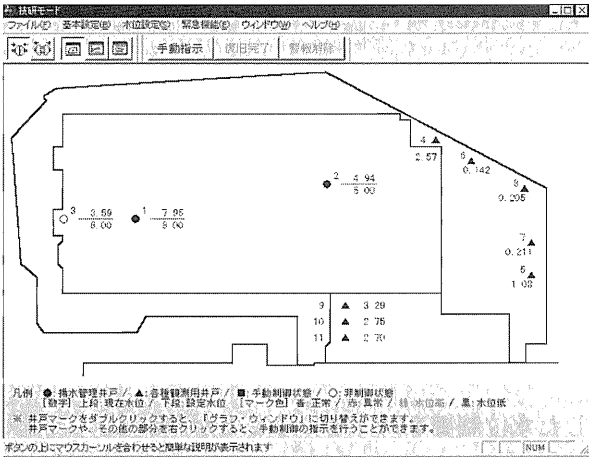 技研モード
ファイル(F) 基本設定(E) 水位設定(S) 緊急機能(E) ウィンドウ(W) ヘルプ(H)
手動指示 復旧完了 警報解除
4
2.57
6
0.142
2 4.94
5.00
8
0.205
3 3.59
8.00
1 7.95
8.00
7
0.211
5
1.08
9 ▲ 3.29
10 ▲ 2.75
11 ▲ 2.70
凡例 ●:揚水管理井戸 / ▲:各種観測用井戸 / ■:手動制御状態 / ○:非制御状態
[数字] 上段:現在水位 / 下段:設定水位 [マーク色] 青:正常 / 赤:異常 / 緑:水位高 / 黒:水位低
※ 井戸マークをダブルクリックすると、「グラフ・ウィンドウ」に切り替えができます。
井戸マークや、その他の部分を右クリックすると、手動制御の指示を行うことができます。
ボタンの上にマウスカーソルを合わせると簡単な説明が表示されます
NUM